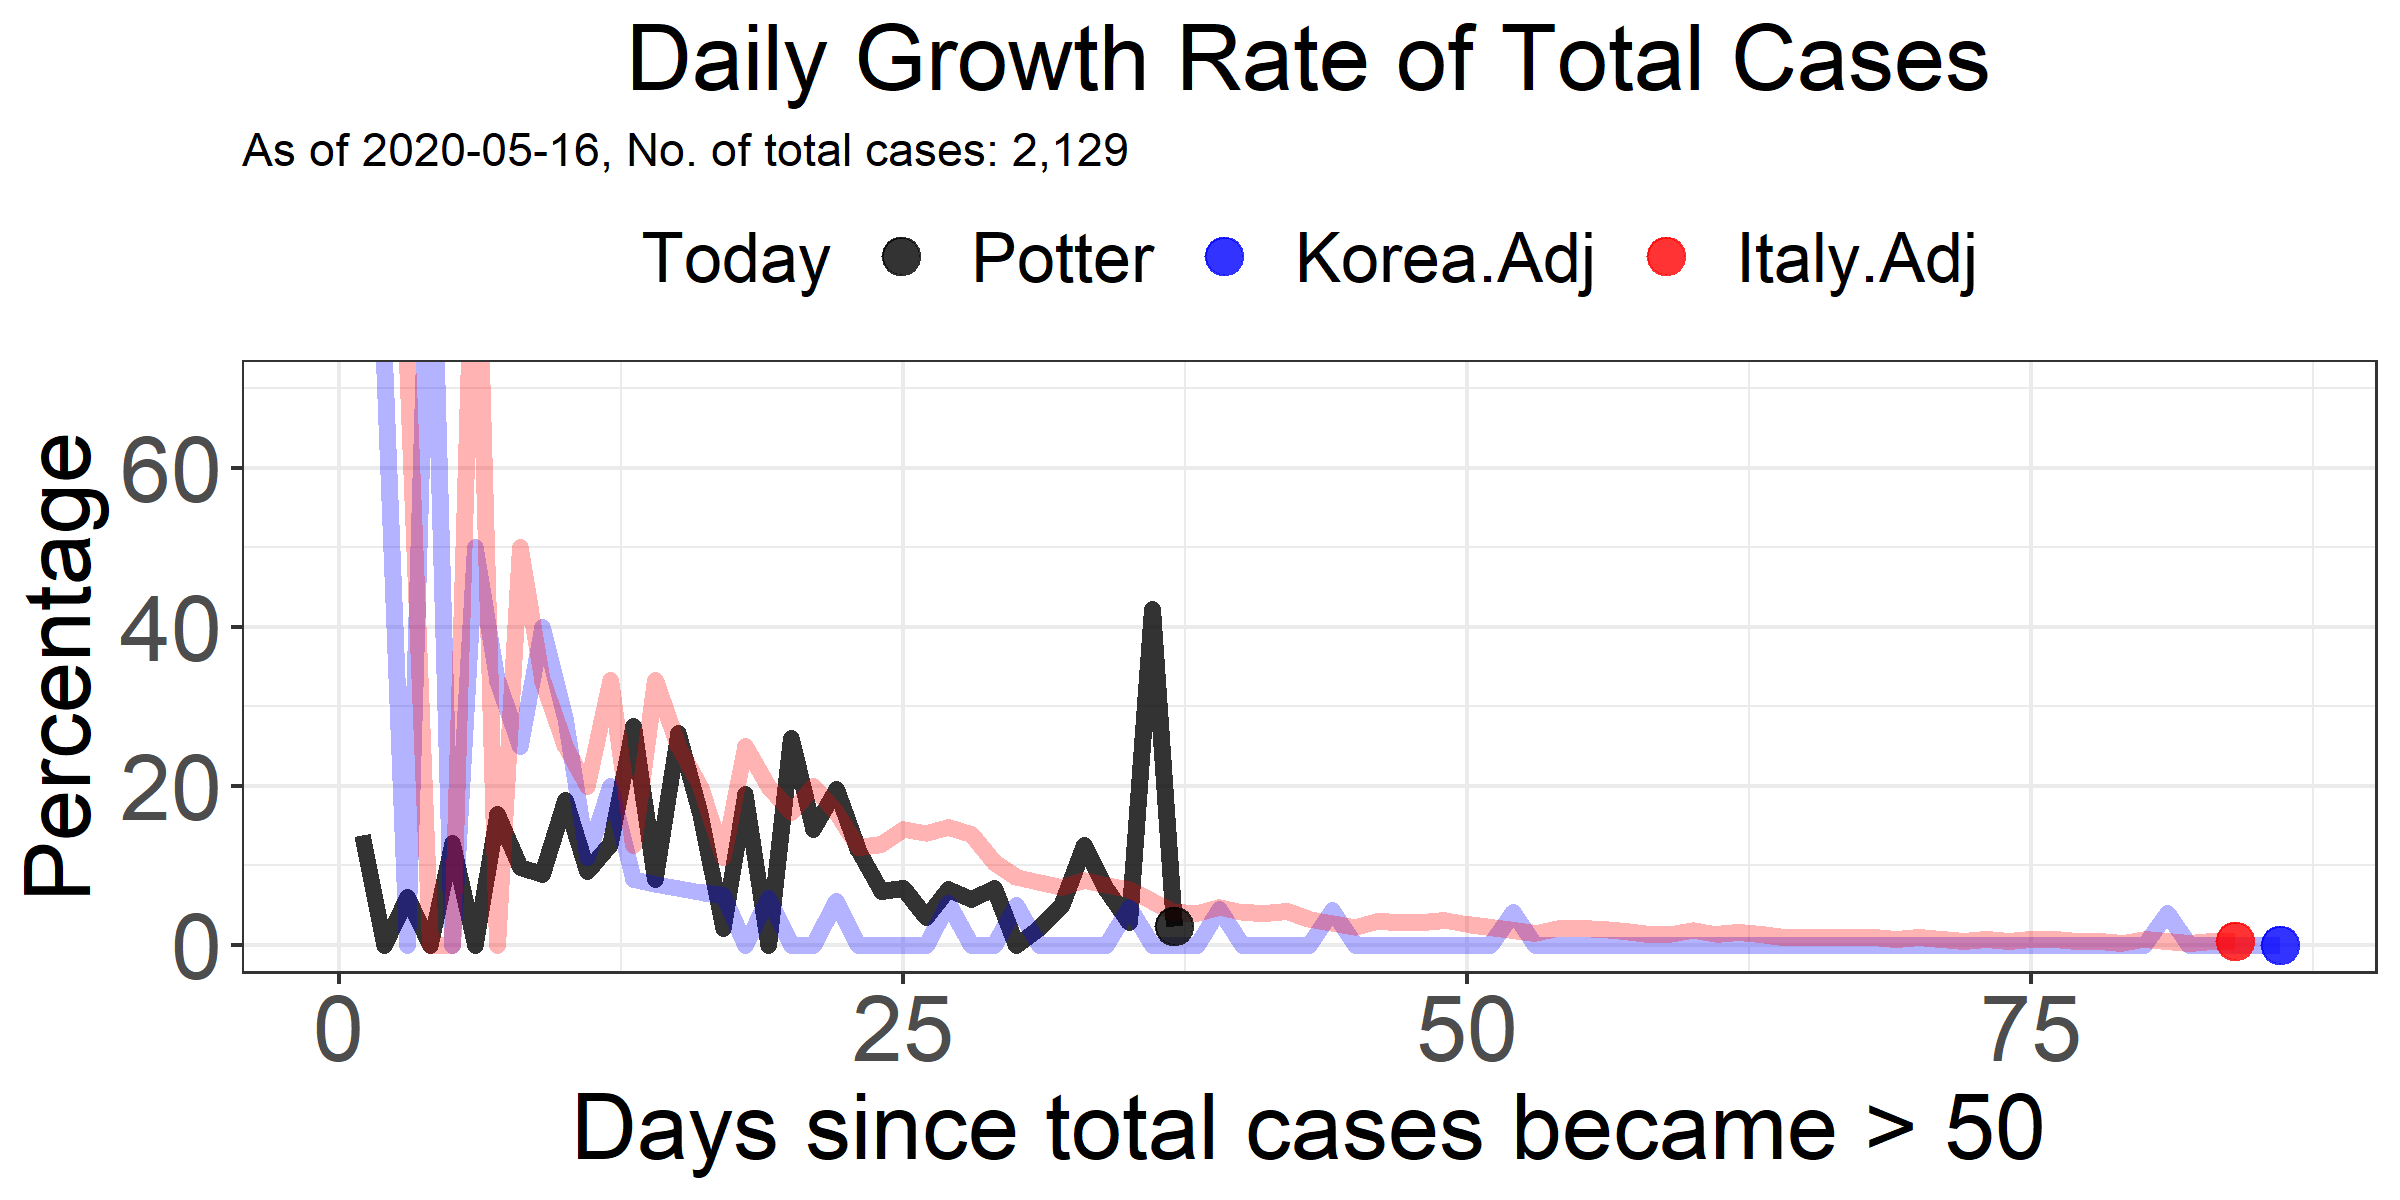 Daily Growth Rate of Total Cases
As of 2020-05-16, No. of total cases: 2,129
Today Potter Korea.Adj Italy.Adj
Percentage
60
40
20
0
0 25 50 75
Days since total cases became > 50